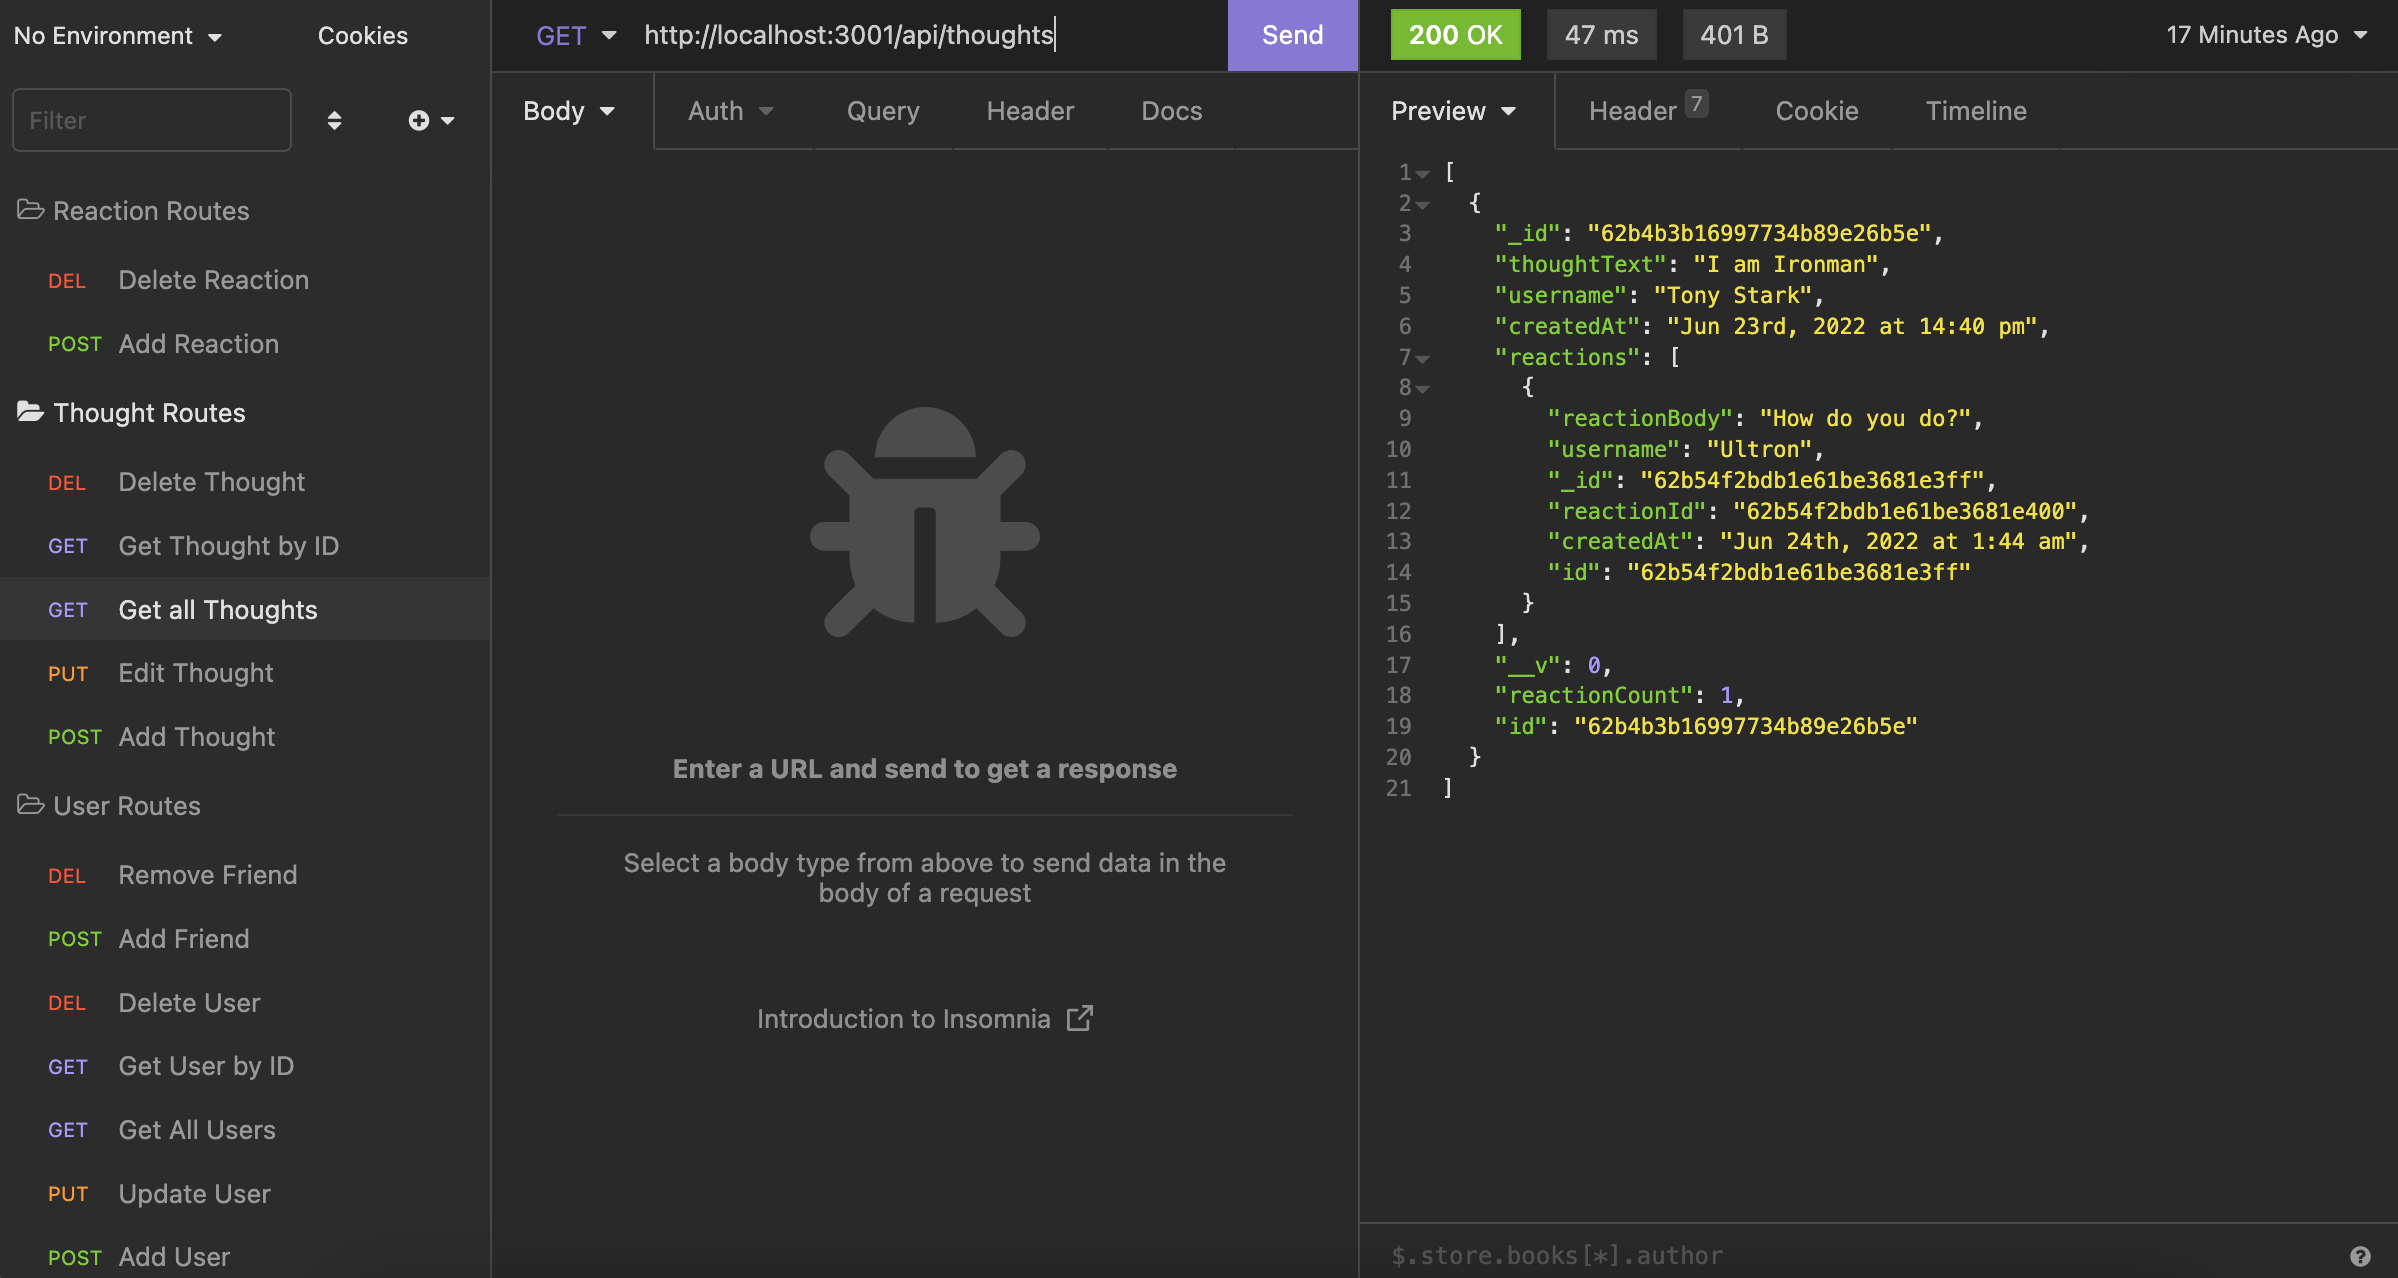 No Environment
Cookies
Filter
Reaction Routes
DEL Delete Reaction
POST Add Reaction
Thought Routes
DEL Delete Thought
GET Get Thought by ID
GET Get all Thoughts
PUT Edit Thought
POST Add Thought
User Routes
DEL Remove Friend
POST Add Friend
DEL Delete User
GET Get User by ID
GET Get All Users
PUT Update User
POST Add User
GET http://localhost:3001/api/thoughts Send
Body Auth Query Header Docs
Enter a URL and send to get a response
Select a body type from above to send data in the
body of a request
Introduction to Insomnia
200 OK 47 ms 401 B 17 Minutes Ago
Preview Header 7 Cookie Timeline
1 [
2 {
3 "_id": "62b4b3b16997734b89e26b5e",
4 "thoughtText": "I am Ironman",
5 "username": "Tony Stark",
6 "createdAt": "Jun 23rd, 2022 at 14:40 pm",
7 "reactions": [
8 {
9 "reactionBody": "How do you do?",
10 "username": "Ultron",
11 "_id": "62b54f2bdb1e61be3681e3ff",
12 "reactionId": "62b54f2bdb1e61be3681e400",
13 "createdAt": "Jun 24th, 2022 at 1:44 am",
14 "id": "62b54f2bdb1e61be3681e3ff"
15 }
16 ],
17 "__v": 0,
18 "reactionCount": 1,
19 "id": "62b4b3b16997734b89e26b5e"
20 }
21 ]
$.store.books[*].author